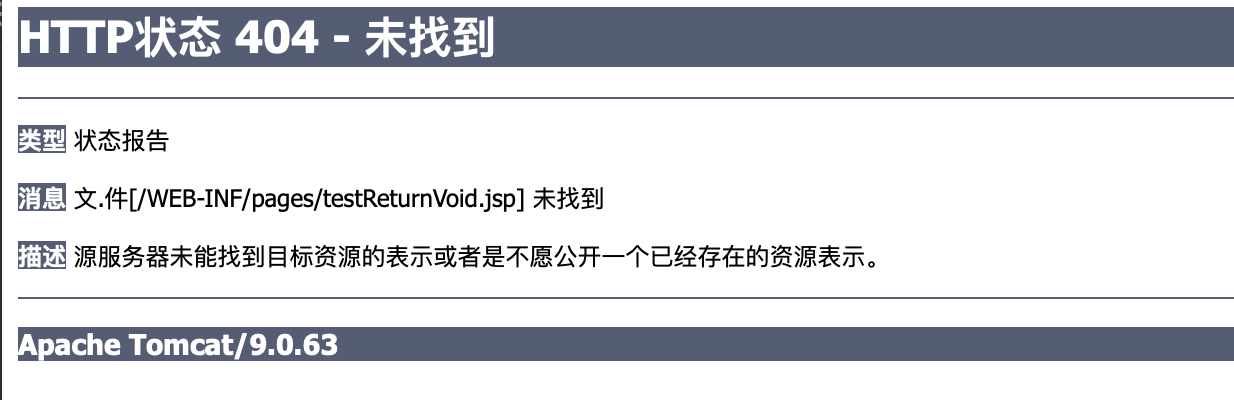 HTTP状态 404 - 未找到
类型 状态报告
消息 文.件[/WEB-INF/pages/testReturnVoid.jsp] 未找到
描述 源服务器未能找到目标资源的表示或者是不愿公开一个已经存在的资源表示。
Apache Tomcat/9.0.63